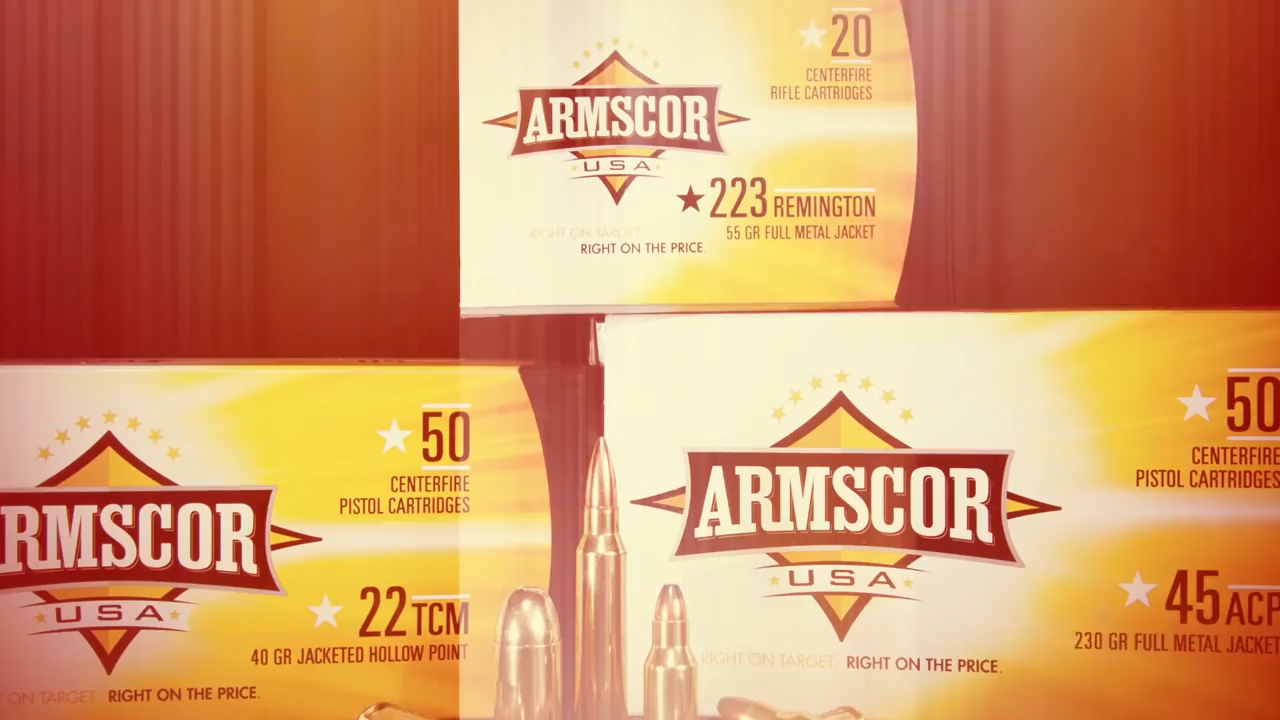 20
CENTERFIRE
RIFLE CARTRIDGES
ARMSCOR
USA
223 REMINGTON
55 GR FULL METAL JACKET
RIGHT ON TARGET
RIGHT ON THE PRICE.
50
CENTERFIRE
PISTOL CARTRIDGES
RMSCOR
USA
22 TCM
40 GR JACKETED HOLLOW POINT
ON TARGET RIGHT ON THE PRICE.
50
CENTERFIRE
PISTOL CARTRIDGES
ARMSCOR
USA
45 ACP
230 GR FULL METAL JACKET
RIGHT ON TARGET RIGHT ON THE PRICE.